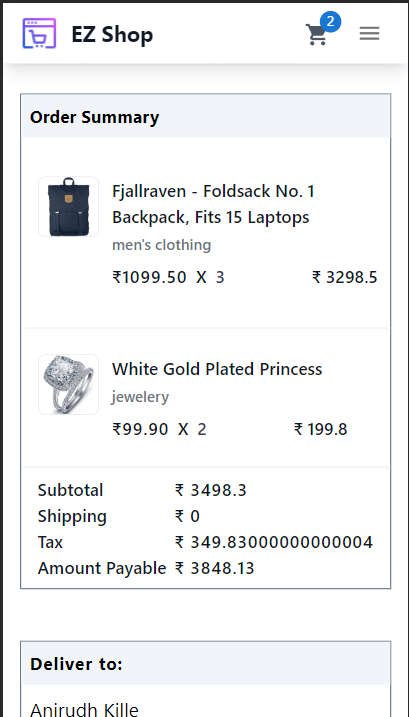 EZ Shop
2
Order Summary
Fjallraven - Foldsack No. 1
Backpack, Fits 15 Laptops
men's clothing
₹1099.50 X 3 ₹ 3298.5
White Gold Plated Princess
jewelery
₹99.90 X 2 ₹ 199.8
Subtotal ₹ 3498.3
Shipping ₹ 0
Tax ₹ 349.83000000000004
Amount Payable ₹ 3848.13
Deliver to:
Anirudh Kille